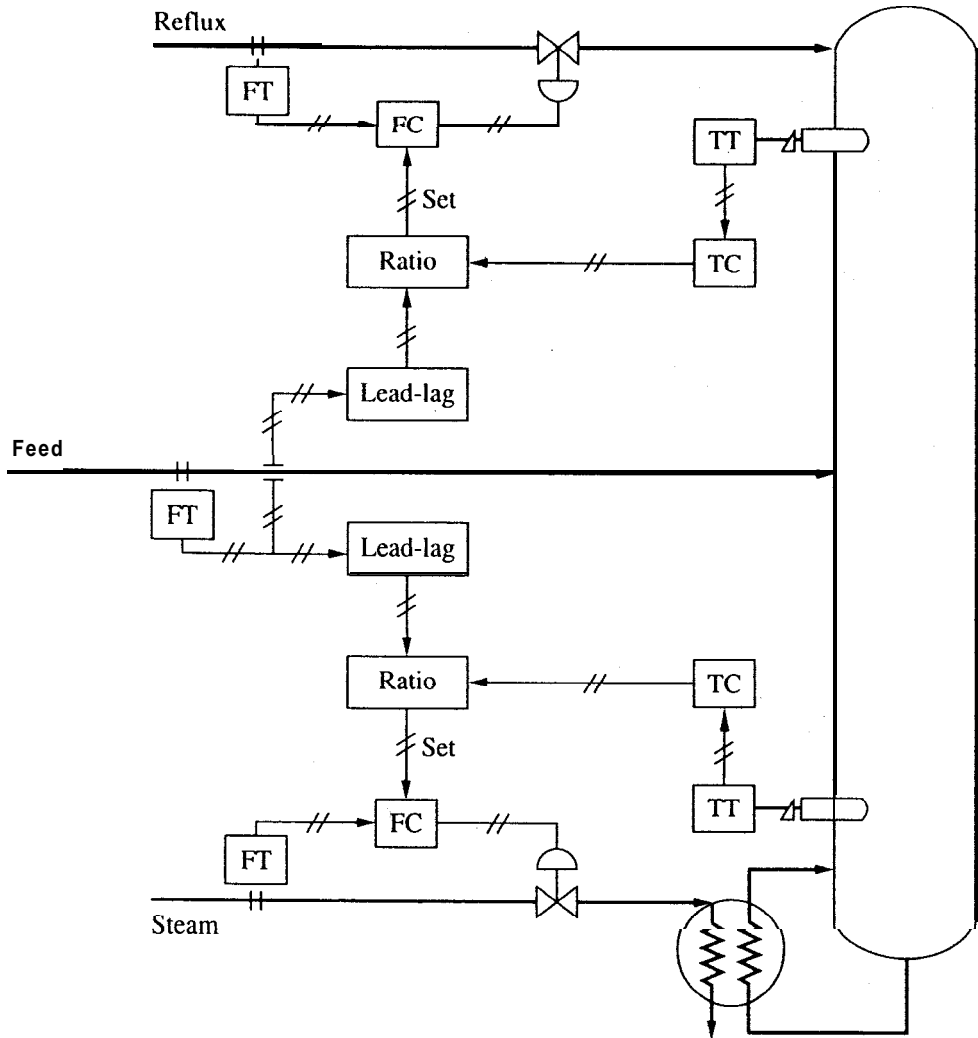 Reflux
FT
FC
TT
Set
Ratio
TC
Lead-lag
Feed
FT
Lead-lag
Ratio
TC
Set
TT
FC
FT
Steam